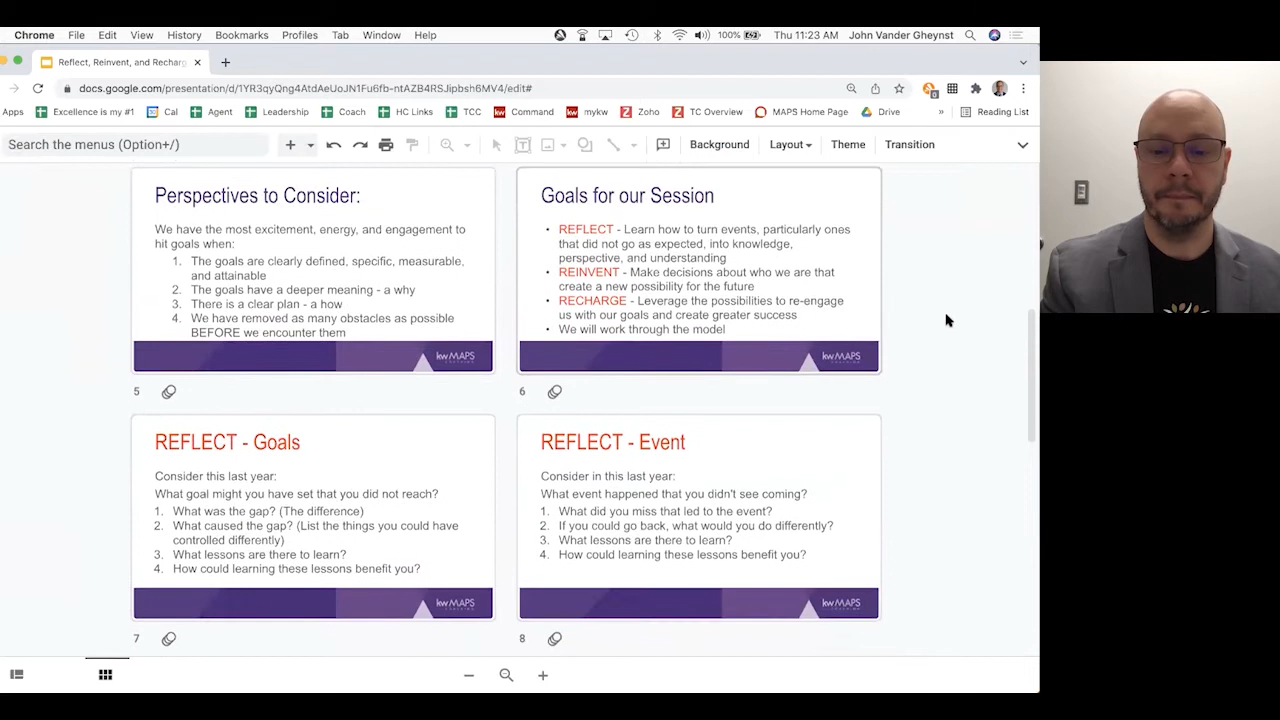 Chrome File Edit View History Bookmarks Profiles Tab Window Help 100% Thu 11:23 AM John Vander Gheynst
Reflect, Reinvent, and Recharg
docs.google.com/presentation/d/1YR3qyQng4AtdAeUoJN1Fu6fb-ntAZB4RSJipbsh6MV4/edit#
Apps Excellence is my #1 Cal Agent Leadership Coach HC Links TCC Command mykw Zoho TC Overview MAPS Home Page Drive » Reading List
Search the menus (Option+/) Background Layout Theme Transition
Perspectives to Consider:
We have the most excitement, energy, and engagement to
hit goals when:
1. The goals are clearly defined, specific, measurable,
and attainable
2. The goals have a deeper meaning - a why
3. There is a clear plan - a how
4. We have removed as many obstacles as possible
BEFORE we encounter them
kw MAPS
5
Goals for our Session
• REFLECT - Learn how to turn events, particularly ones
that did not go as expected, into knowledge,
perspective, and understanding
• REINVENT - Make decisions about who we are that
create a new possibility for the future
• RECHARGE - Leverage the possibilities to re-engage
us with our goals and create greater success
• We will work through the model
kw MAPS
6
REFLECT - Goals
Consider this last year:
What goal might you have set that you did not reach?
1. What was the gap? (The difference)
2. What caused the gap? (List the things you could have
controlled differently)
3. What lessons are there to learn?
4. How could learning these lessons benefit you?
kw MAPS
7
REFLECT - Event
Consider in this last year:
What event happened that you didn't see coming?
1. What did you miss that led to the event?
2. If you could go back, what would you do differently?
3. What lessons are there to learn?
4. How could learning these lessons benefit you?
kw MAPS
8